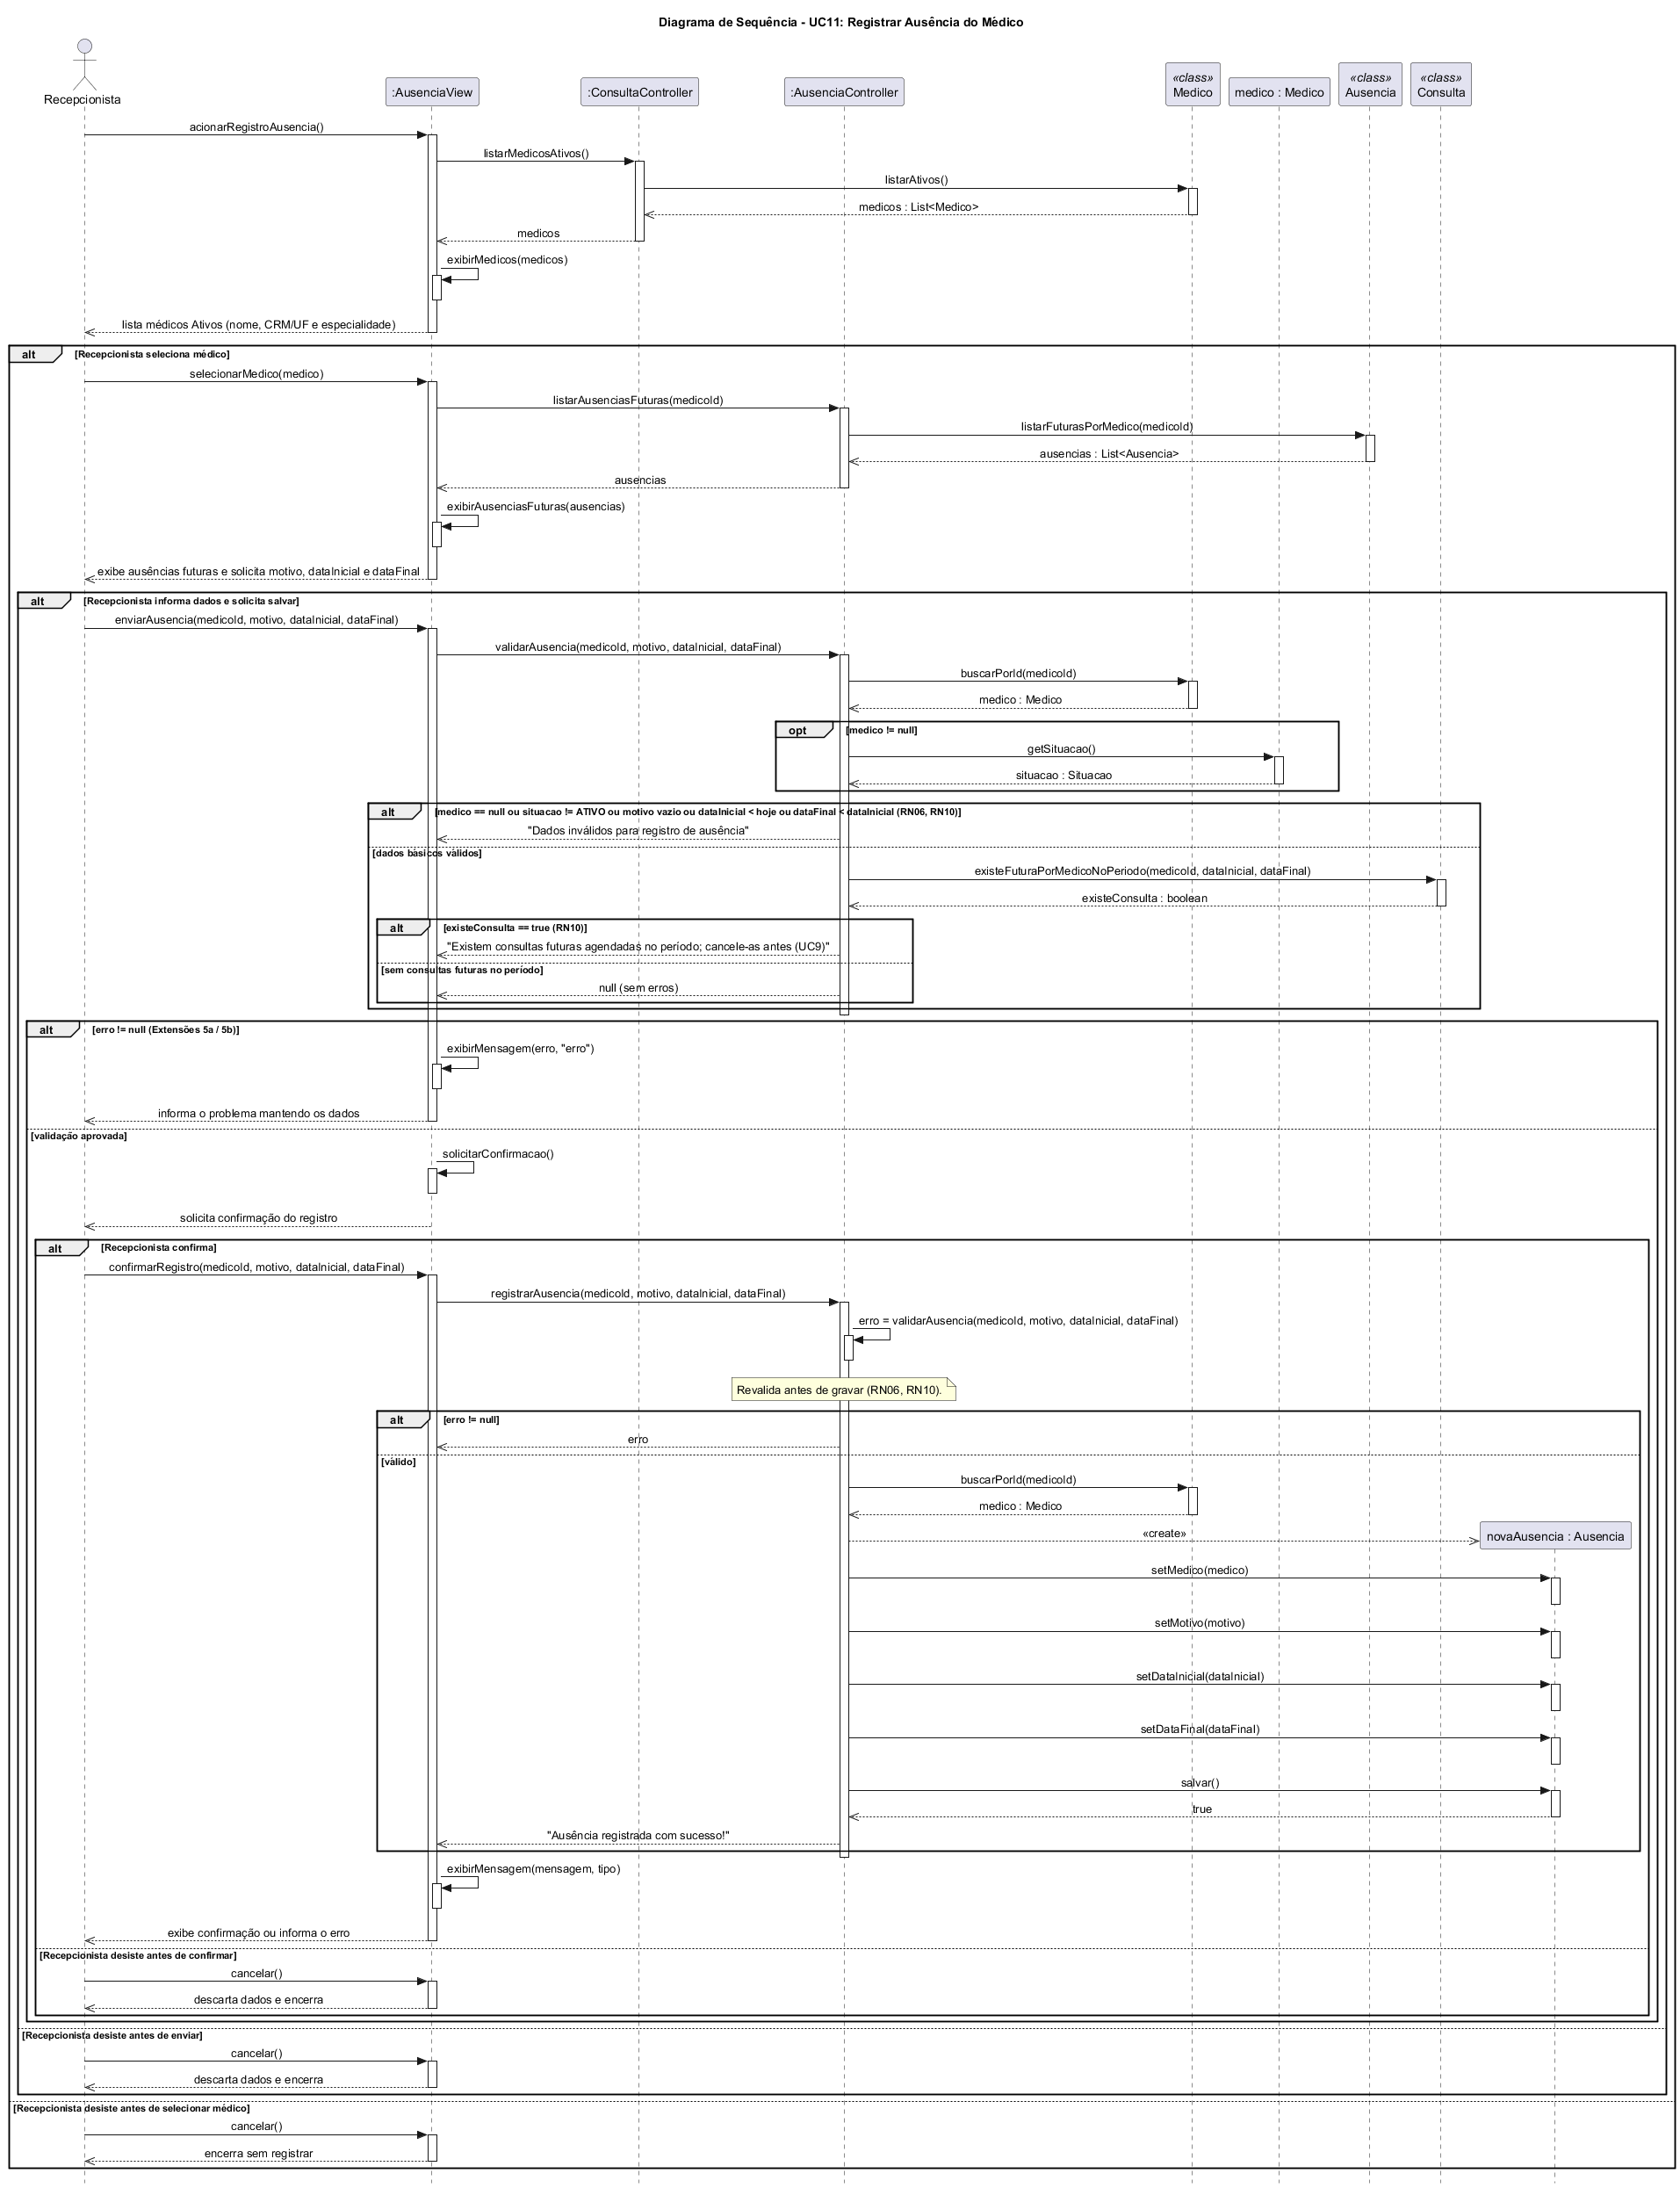 Diagrama de Sequência - UC11: Registrar Ausência do Médico
Recepcionista
:AusenciaView
:ConsultaController
:AusenciaController
«class»
Medico
medico : Medico
«class»
Ausencia
«class»
Consulta
acionarRegistroAusencia()
listarMedicosAtivos()
listarAtivos()
medicos : List<Medico>
medicos
exibirMedicos(medicos)
lista médicos Ativos (nome, CRM/UF e especialidade)
alt [Recepcionista seleciona médico]
selecionarMedico(medico)
listarAusenciasFuturas(medicoId)
listarFuturasPorMedico(medicoId)
ausencias : List<Ausencia>
ausencias
exibirAusenciasFuturas(ausencias)
exibe ausências futuras e solicita motivo, dataInicial e dataFinal
alt [Recepcionista informa dados e solicita salvar]
enviarAusencia(medicoId, motivo, dataInicial, dataFinal)
validarAusencia(medicoId, motivo, dataInicial, dataFinal)
buscarPorId(medicoId)
medico : Medico
opt [medico != null]
getSituacao()
situacao : Situacao
alt [medico == null ou situacao != ATIVO ou motivo vazio ou dataInicial < hoje ou dataFinal < dataInicial (RN06, RN10)]
"Dados inválidos para registro de ausência"
[dados básicos válidos]
existeFuturaPorMedicoNoPeriodo(medicoId, dataInicial, dataFinal)
existeConsulta : boolean
alt [existeConsulta == true (RN10)]
"Existem consultas futuras agendadas no período; cancele-as antes (UC9)"
[sem consultas futuras no período]
null (sem erros)
alt [erro != null (Extensões 5a / 5b)]
exibirMensagem(erro, "erro")
informa o problema mantendo os dados
[validação aprovada]
solicitarConfirmacao()
solicita confirmação do registro
alt [Recepcionista confirma]
confirmarRegistro(medicoId, motivo, dataInicial, dataFinal)
registrarAusencia(medicoId, motivo, dataInicial, dataFinal)
erro = validarAusencia(medicoId, motivo, dataInicial, dataFinal)
Revalida antes de gravar (RN06, RN10).
alt [erro != null]
erro
[válido]
buscarPorId(medicoId)
medico : Medico
«create»
novaAusencia : Ausencia
setMedico(medico)
setMotivo(motivo)
setDataInicial(dataInicial)
setDataFinal(dataFinal)
salvar()
true
"Ausência registrada com sucesso!"
exibirMensagem(mensagem, tipo)
exibe confirmação ou informa o erro
[Recepcionista desiste antes de confirmar]
cancelar()
descarta dados e encerra
[Recepcionista desiste antes de enviar]
cancelar()
descarta dados e encerra
[Recepcionista desiste antes de selecionar médico]
cancelar()
encerra sem registrar